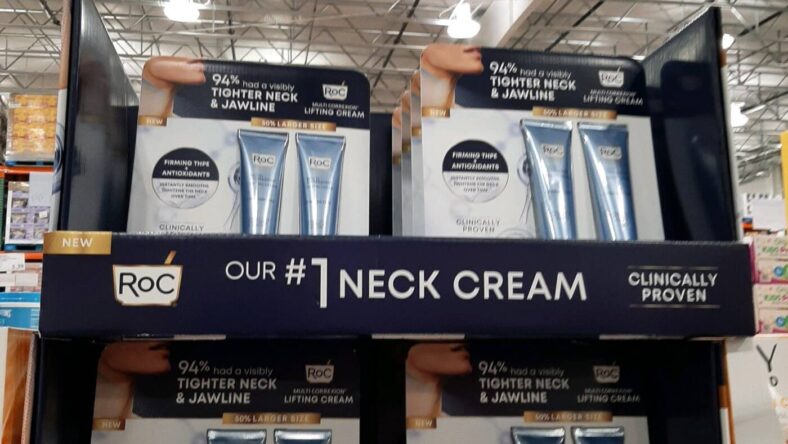 94% had a visibly
TIGHTER NECK
& JAWLINE
RoC
MULTI CORREXION
LIFTING CREAM
NEW
50% LARGER SIZE
FIRMING THPE
+
ANTIOXIDANTS
RoC
RoC
CLINICALLY
94% had a visibly
TIGHTER NECK
& JAWLINE
RoC
MULTI CORREXION
LIFTING CREAM
NEW
50% LARGER SIZE
FIRMING THPE
+
ANTIOXIDANTS
RoC
RoC
CLINICALLY
PROVEN
NEW
RoC
OUR #1 NECK CREAM
CLINICALLY
PROVEN
94% had a visibly
TIGHTER NECK
& JAWLINE
RoC
MULTI CORREXION
LIFTING CREAM
NEW
50% LARGER SIZE
94% had a visibly
TIGHTER NECK
& JAWLINE
RoC
MULTI CORREXION
LIFTING CREAM
NEW
50% LARGER SIZE